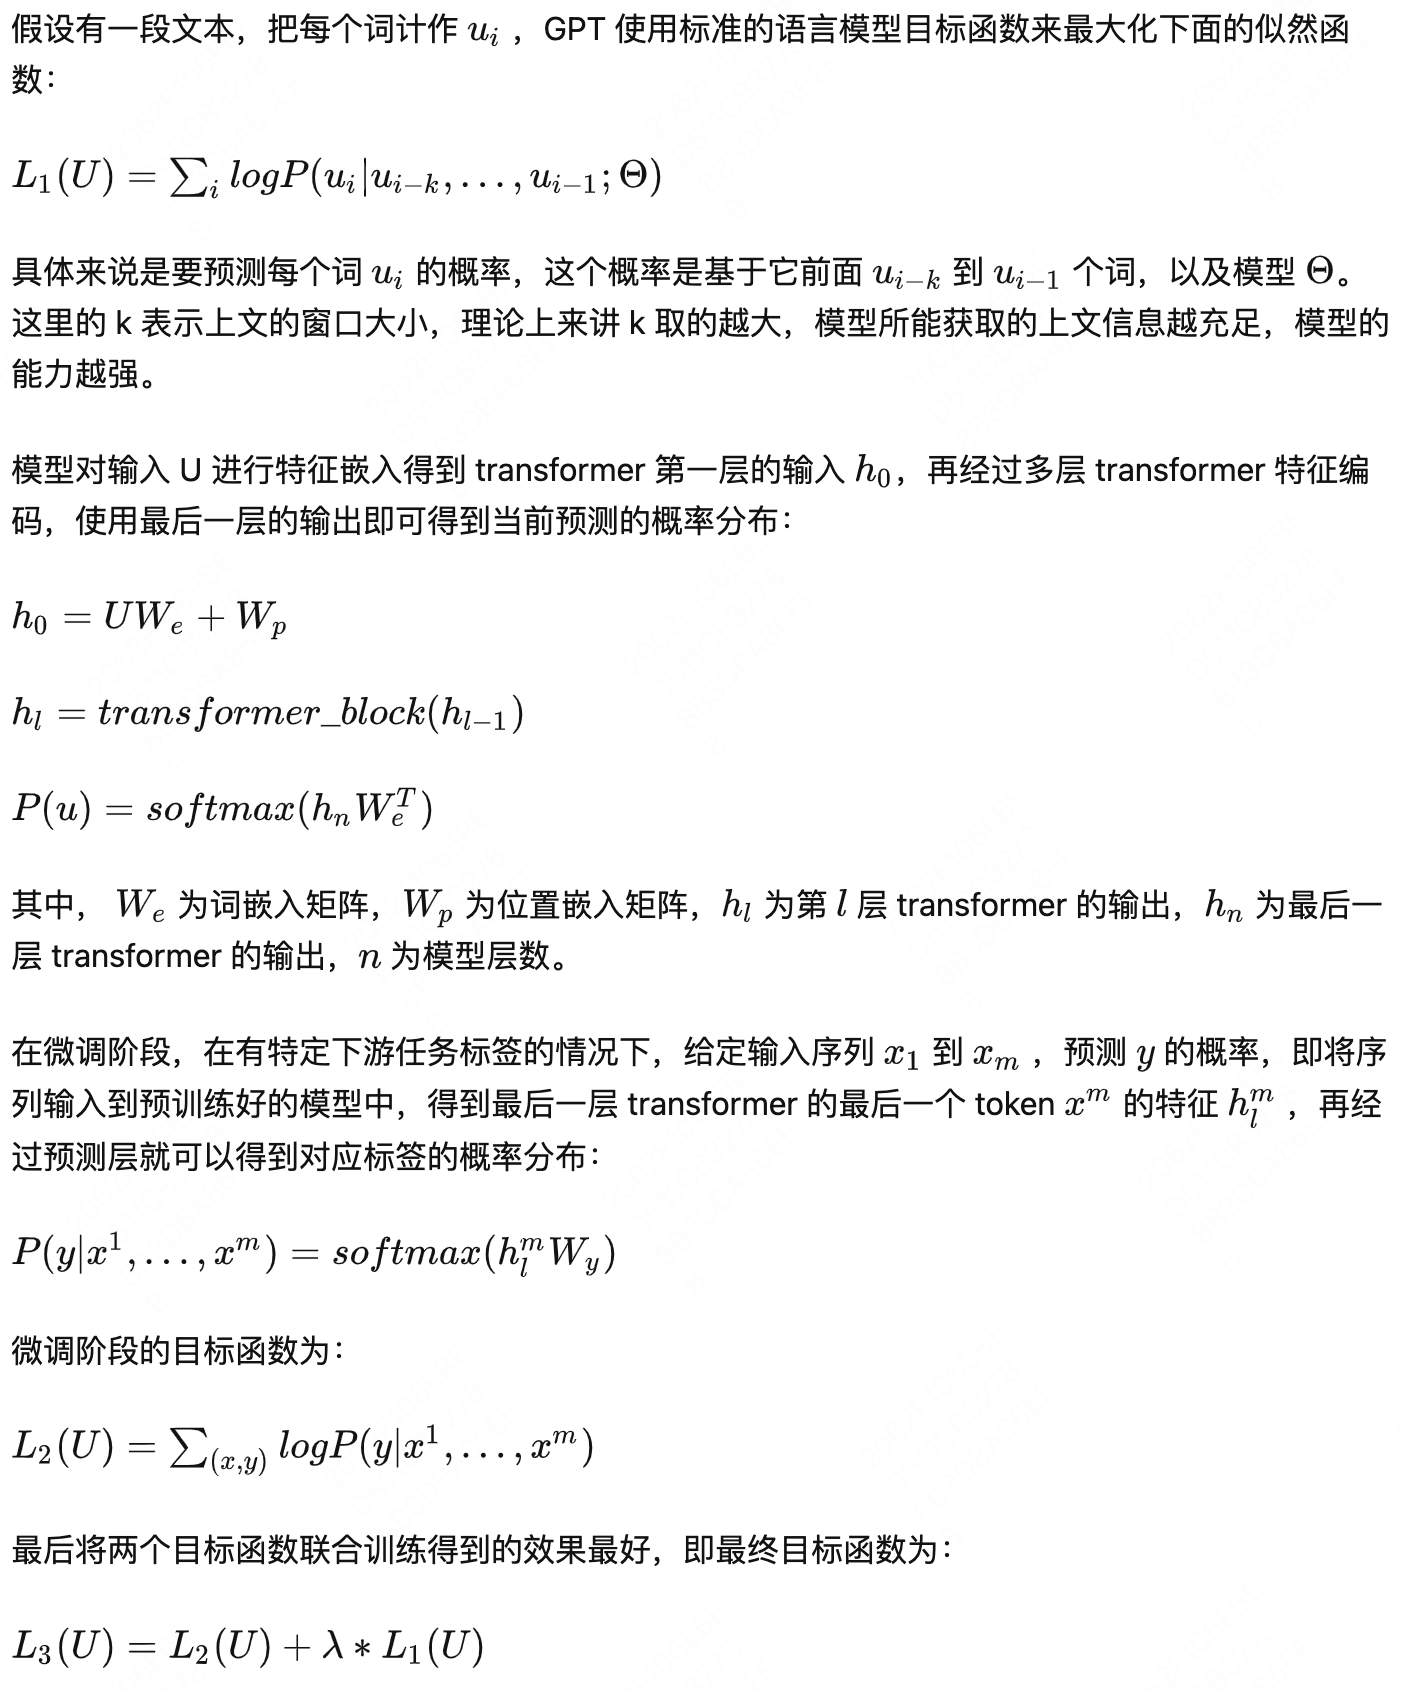 假设有一段文本，把每个词计作 u_i ，GPT 使用标准的语言模型目标函数来最大化下面的似然函
数：
L_1(U) = ∑_i logP(u_i|u_{i−k}, . . . , u_{i−1}; Θ)
具体来说是要预测每个词 u_i 的概率，这个概率是基于它前面 u_{i−k} 到 u_{i−1} 个词，以及模型 Θ。
这里的 k 表示上文的窗口大小，理论上来讲 k 取的越大，模型所能获取的上文信息越充足，模型的
能力越强。
模型对输入 U 进行特征嵌入得到 transformer 第一层的输入 h_0，再经过多层 transformer 特征编
码，使用最后一层的输出即可得到当前预测的概率分布：
h_0 = UW_e + W_p
h_l = transformer_block(h_{l−1})
P(u) = softmax(h_n W_e^T)
其中， W_e 为词嵌入矩阵，W_p 为位置嵌入矩阵，h_l 为第 l 层 transformer 的输出，h_n 为最后一
层 transformer 的输出，n 为模型层数。
在微调阶段，在有特定下游任务标签的情况下，给定输入序列 x_1 到 x_m ，预测 y 的概率，即将序
列输入到预训练好的模型中，得到最后一层 transformer 的最后一个 token x^m 的特征 h_l^m ，再经
过预测层就可以得到对应标签的概率分布：
P(y|x^1, . . . , x^m) = softmax(h_l^m W_y)
微调阶段的目标函数为：
L_2(U) = ∑_{(x,y)} logP(y|x^1, . . . , x^m)
最后将两个目标函数联合训练得到的效果最好，即最终目标函数为：
L_3(U) = L_2(U) + λ ∗ L_1(U)